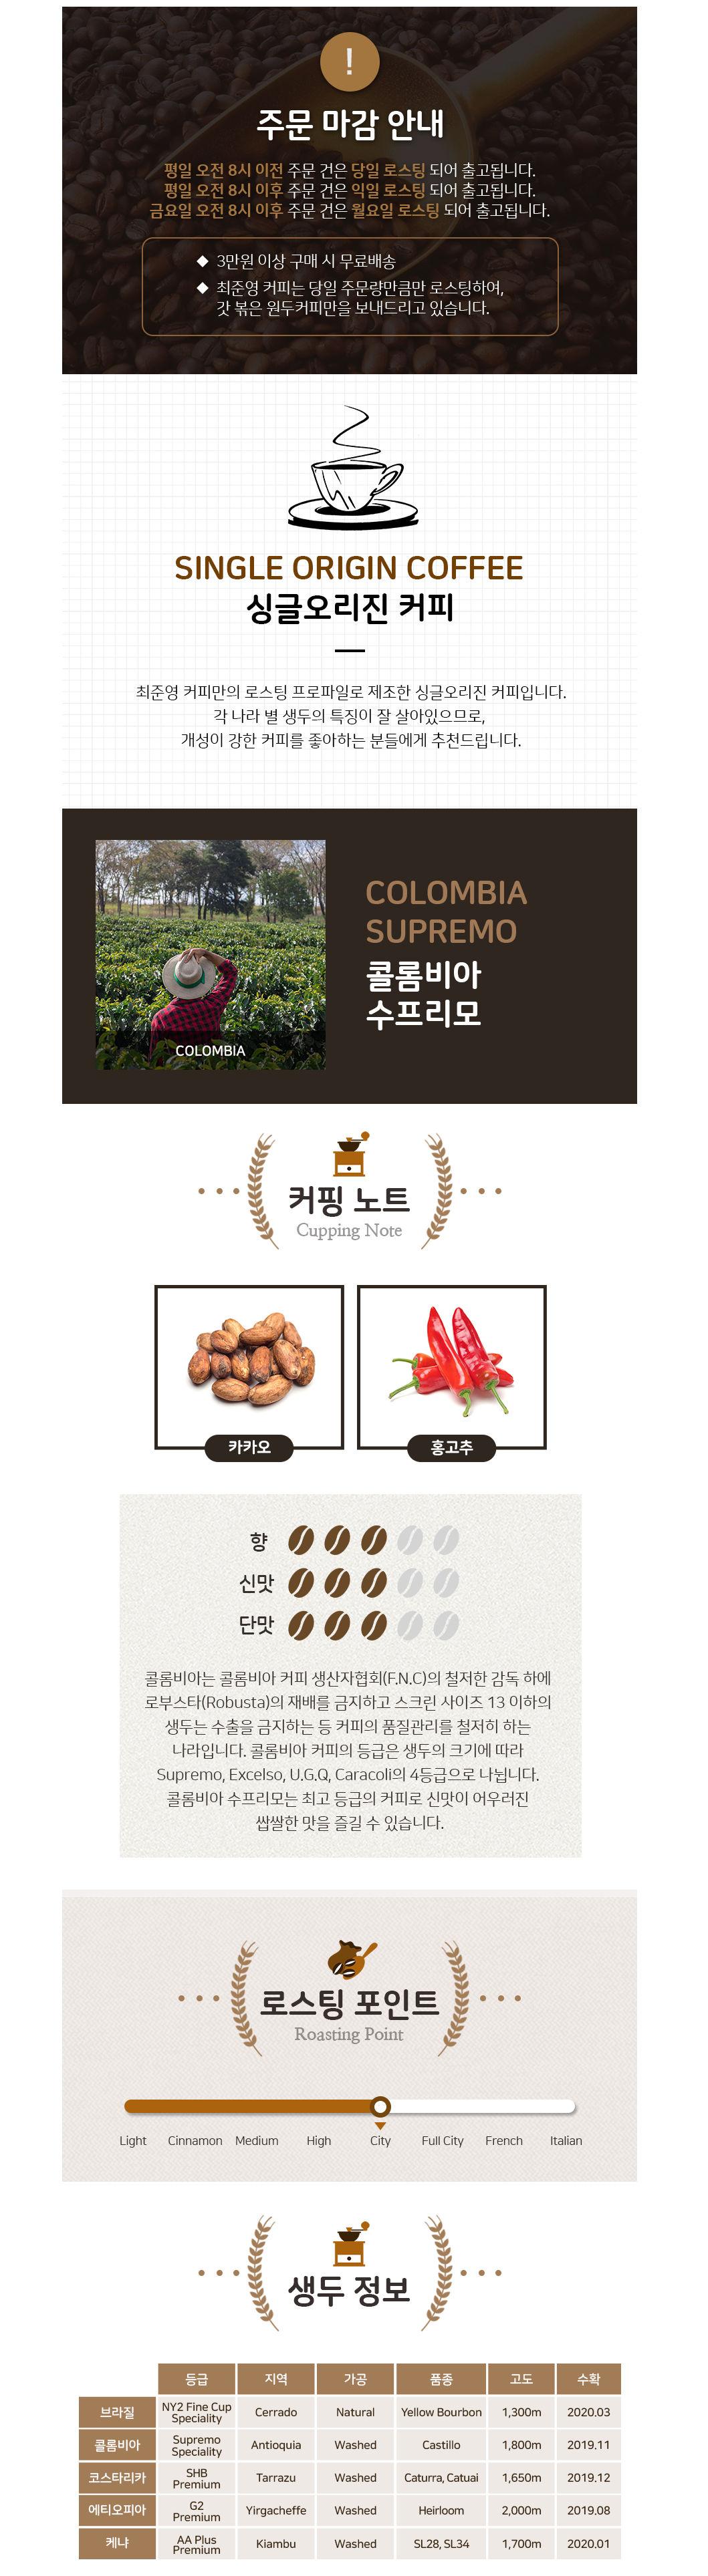 !
주문 마감 안내
평일 오전 8시 이전 주문 건은 당일 로스팅 되어 출고됩니다.
평일 오전 8시 이후 주문 건은 익일 로스팅 되어 출고됩니다.
금요일 오전 8시 이후 주문 건은 월요일 로스팅 되어 출고됩니다.
◆ 3만원 이상 구매 시 무료배송
◆ 최준영 커피는 당일 주문량만큼만 로스팅하여,
갓 볶은 원두커피만을 보내드리고 있습니다.
SINGLE ORIGIN COFFEE
싱글오리진 커피
최준영 커피만의 로스팅 프로파일로 제조한 싱글오리진 커피입니다.
각 나라 별 생두의 특징이 잘 살아있으므로,
개성이 강한 커피를 좋아하는 분들에게 추천드립니다.
COLOMBIA
COLOMBIA
SUPREMO
콜롬비아
수프리모
커핑 노트
Cupping Note
카카오 홍고추
향
신맛
단맛
콜롬비아는 콜롬비아 커피 생산자협회(F.N.C)의 철저한 감독 하에
로부스타(Robusta)의 재배를 금지하고 스크린 사이즈 13 이하의
생두는 수출을 금지하는 등 커피의 품질관리를 철저히 하는
나라입니다. 콜롬비아 커피의 등급은 생두의 크기에 따라
Supremo, Excelso, U.G.Q, Caracoli의 4등급으로 나뉩니다.
콜롬비아 수프리모는 최고 등급의 커피로 신맛이 어우러진
쌉쌀한 맛을 즐길 수 있습니다.
로스팅 포인트
Roasting Point
Light Cinnamon Medium High City Full City French Italian
생두 정보
등급 지역 가공 품종 고도 수확
브라질 NY2 Fine Cup Speciality Cerrado Natural Yellow Bourbon 1,300m 2020.03
콜롬비아 Supremo Speciality Antioquia Washed Castillo 1,800m 2019.11
코스타리카 SHB Premium Tarrazu Washed Caturra, Catuai 1,650m 2019.12
에티오피아 G2 Premium Yirgacheffe Washed Heirloom 2,000m 2019.08
케냐 AA Plus Premium Kiambu Washed SL28, SL34 1,700m 2020.01